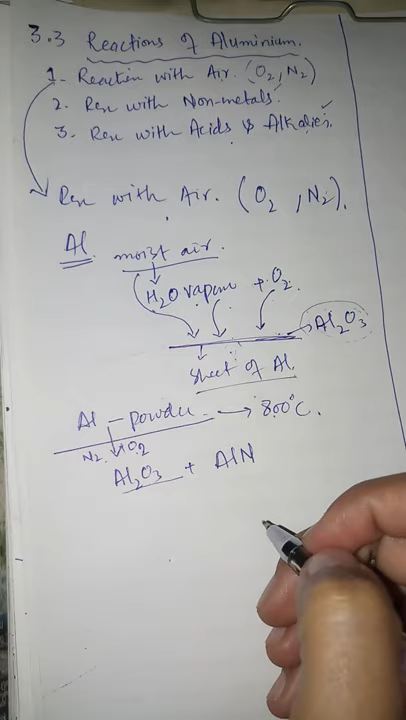 3.3 Reactions of Aluminium.
1- Reaction with Air. (O2, N2)
2. Rxn with Non-metals.
3. Rxn with Acids & Alkalies.
Rxn with Air. (O2, N2).
Al moist air.
H2O vapour + O2.
Al2O3
sheet of Al.
Al-powder → 800°C.
N2 + O2
Al2O3 + AlN